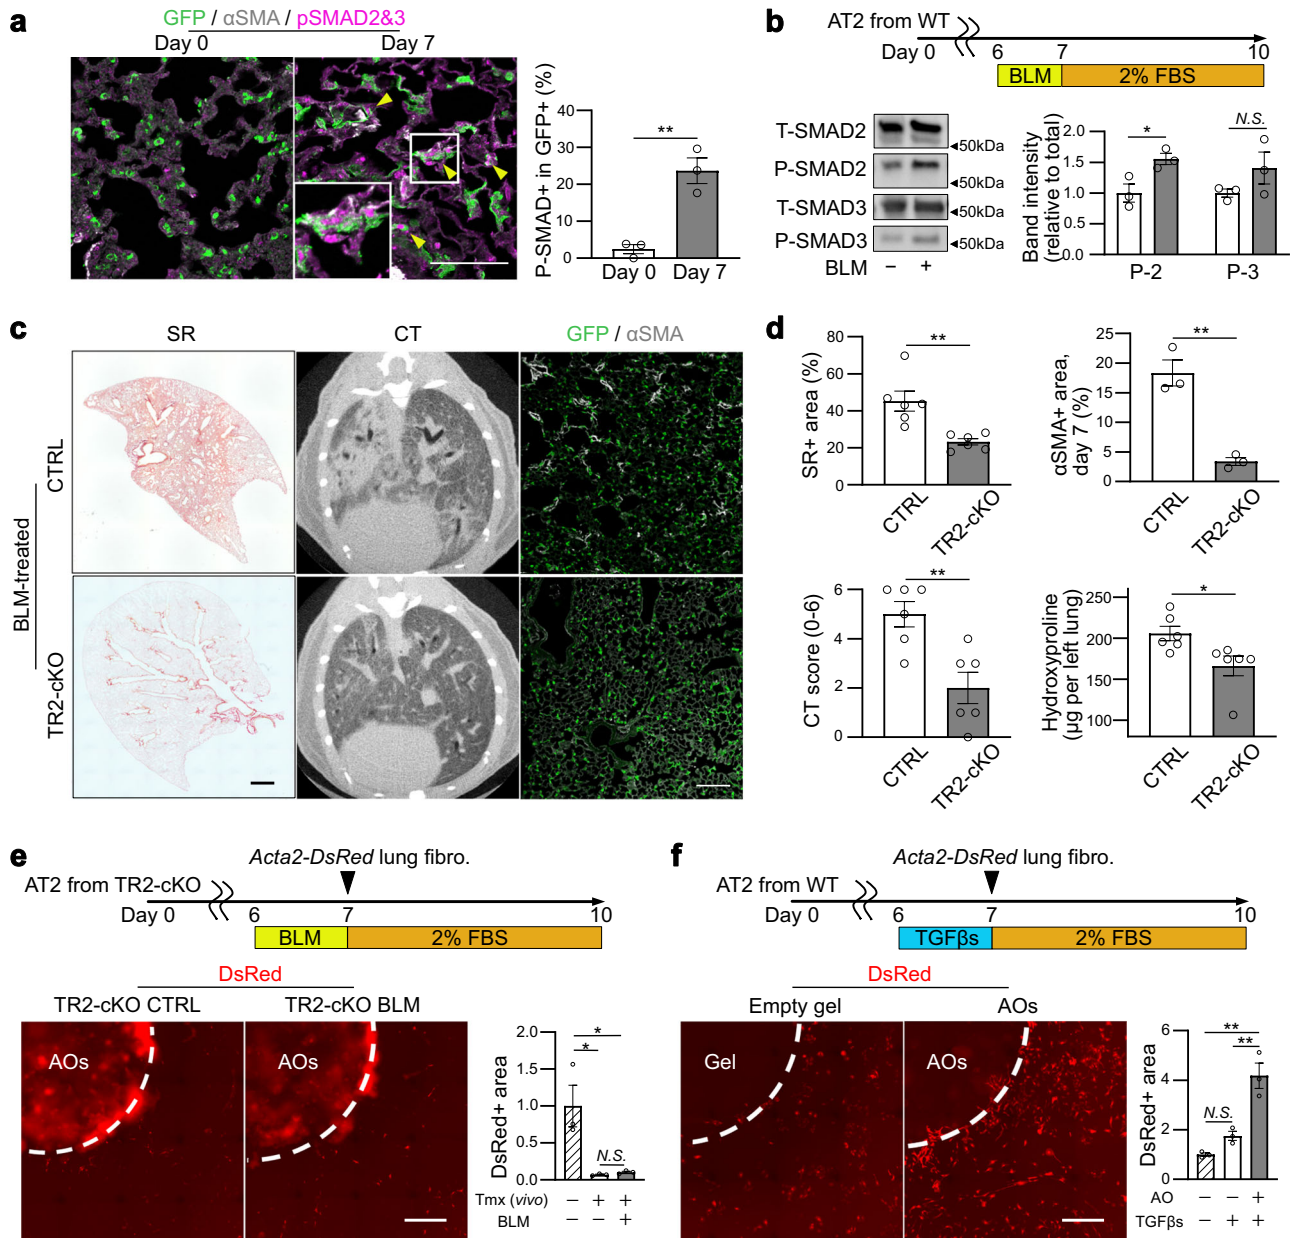 a
GFP / αSMA / pSMAD2&3
Day 0
Day 7
P-SMAD+ in GFP+ (%)
40
30
20
10
0
**
Day 0
Day 7
b
AT2 from WT
Day 0
6
7
10
BLM
2% FBS
T-SMAD2
50kDa
P-SMAD2
50kDa
T-SMAD3
50kDa
P-SMAD3
50kDa
BLM
−
+
Band intensity
(relative to total)
2.0
1.5
1.0
0.5
0.0
*
N.S.
P-2
P-3
c
SR
CT
GFP / αSMA
BLM-treated
CTRL
TR2-cKO
d
SR+ area (%)
80
60
40
20
0
**
CTRL
TR2-cKO
αSMA+ area,
day 7 (%)
25
20
15
10
5
0
**
CTRL
TR2-cKO
CT score (0-6)
6
4
2
0
**
CTRL
TR2-cKO
Hydroxyproline
(µg per left lung)
250
200
150
100
*
CTRL
TR2-cKO
e
Acta2-DsRed lung fibro.
AT2 from TR2-cKO
Day 0
6
7
10
BLM
2% FBS
DsRed
TR2-cKO CTRL
TR2-cKO BLM
AOs
AOs
DsRed+ area
2.0
1.5
1.0
0.5
0.0
*
*
N.S.
Tmx (vivo) − + +
BLM − − +
f
Acta2-DsRed lung fibro.
AT2 from WT
Day 0
6
7
10
TGFβs
2% FBS
DsRed
Empty gel
AOs
Gel
AOs
DsRed+ area
6
4
2
0
**
**
N.S.
AO − − +
TGFβs − + +